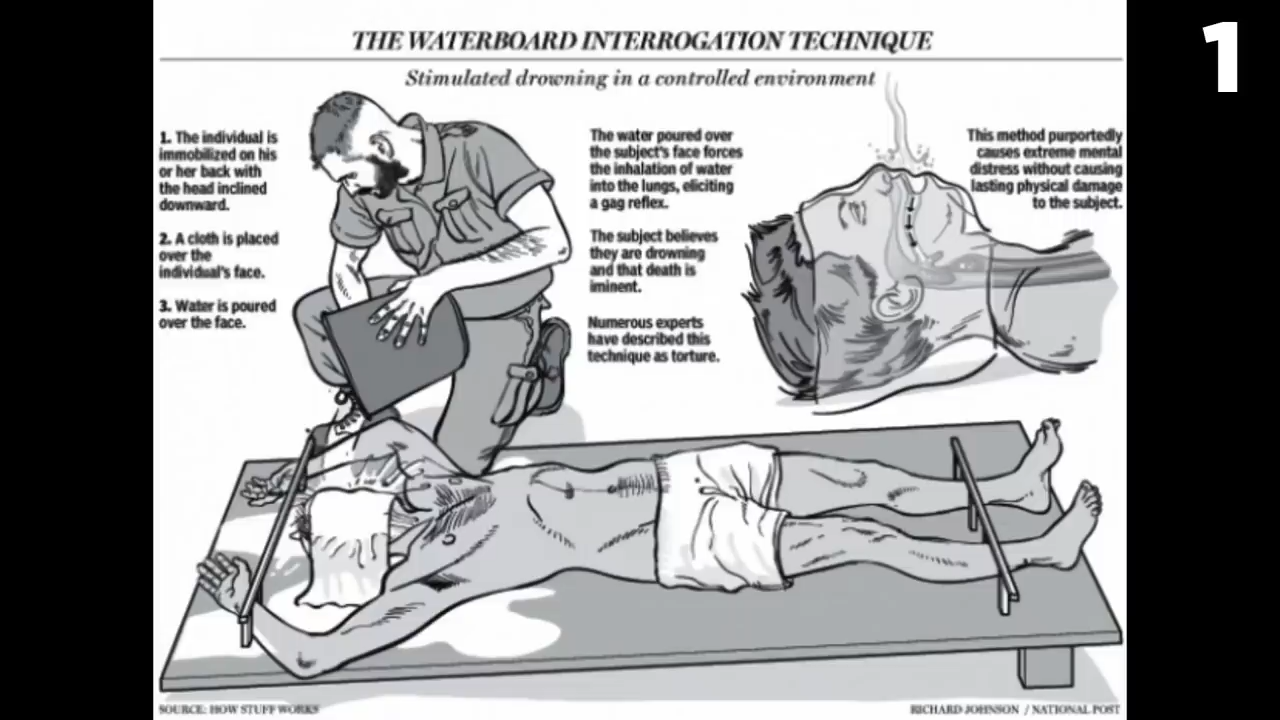 1
THE WATERBOARD INTERROGATION TECHNIQUE
Stimulated drowning in a controlled environment
1. The individual is
immobilized on his
or her back with
the head inclined
downward.
2. A cloth is placed
over the
individual's face.
3. Water is poured
over the face.
The water poured over
the subject's face forces
the inhalation of water
into the lungs, eliciting
a gag reflex.
The subject believes
they are drowning
and that death is
iminent.
Numerous experts
have described this
technique as torture.
This method purportedly
causes extreme mental
distress without causing
lasting physical damage
to the subject.
SOURCE: HOW STUFF WORKS
RICHARD JOHNSON / NATIONAL POST